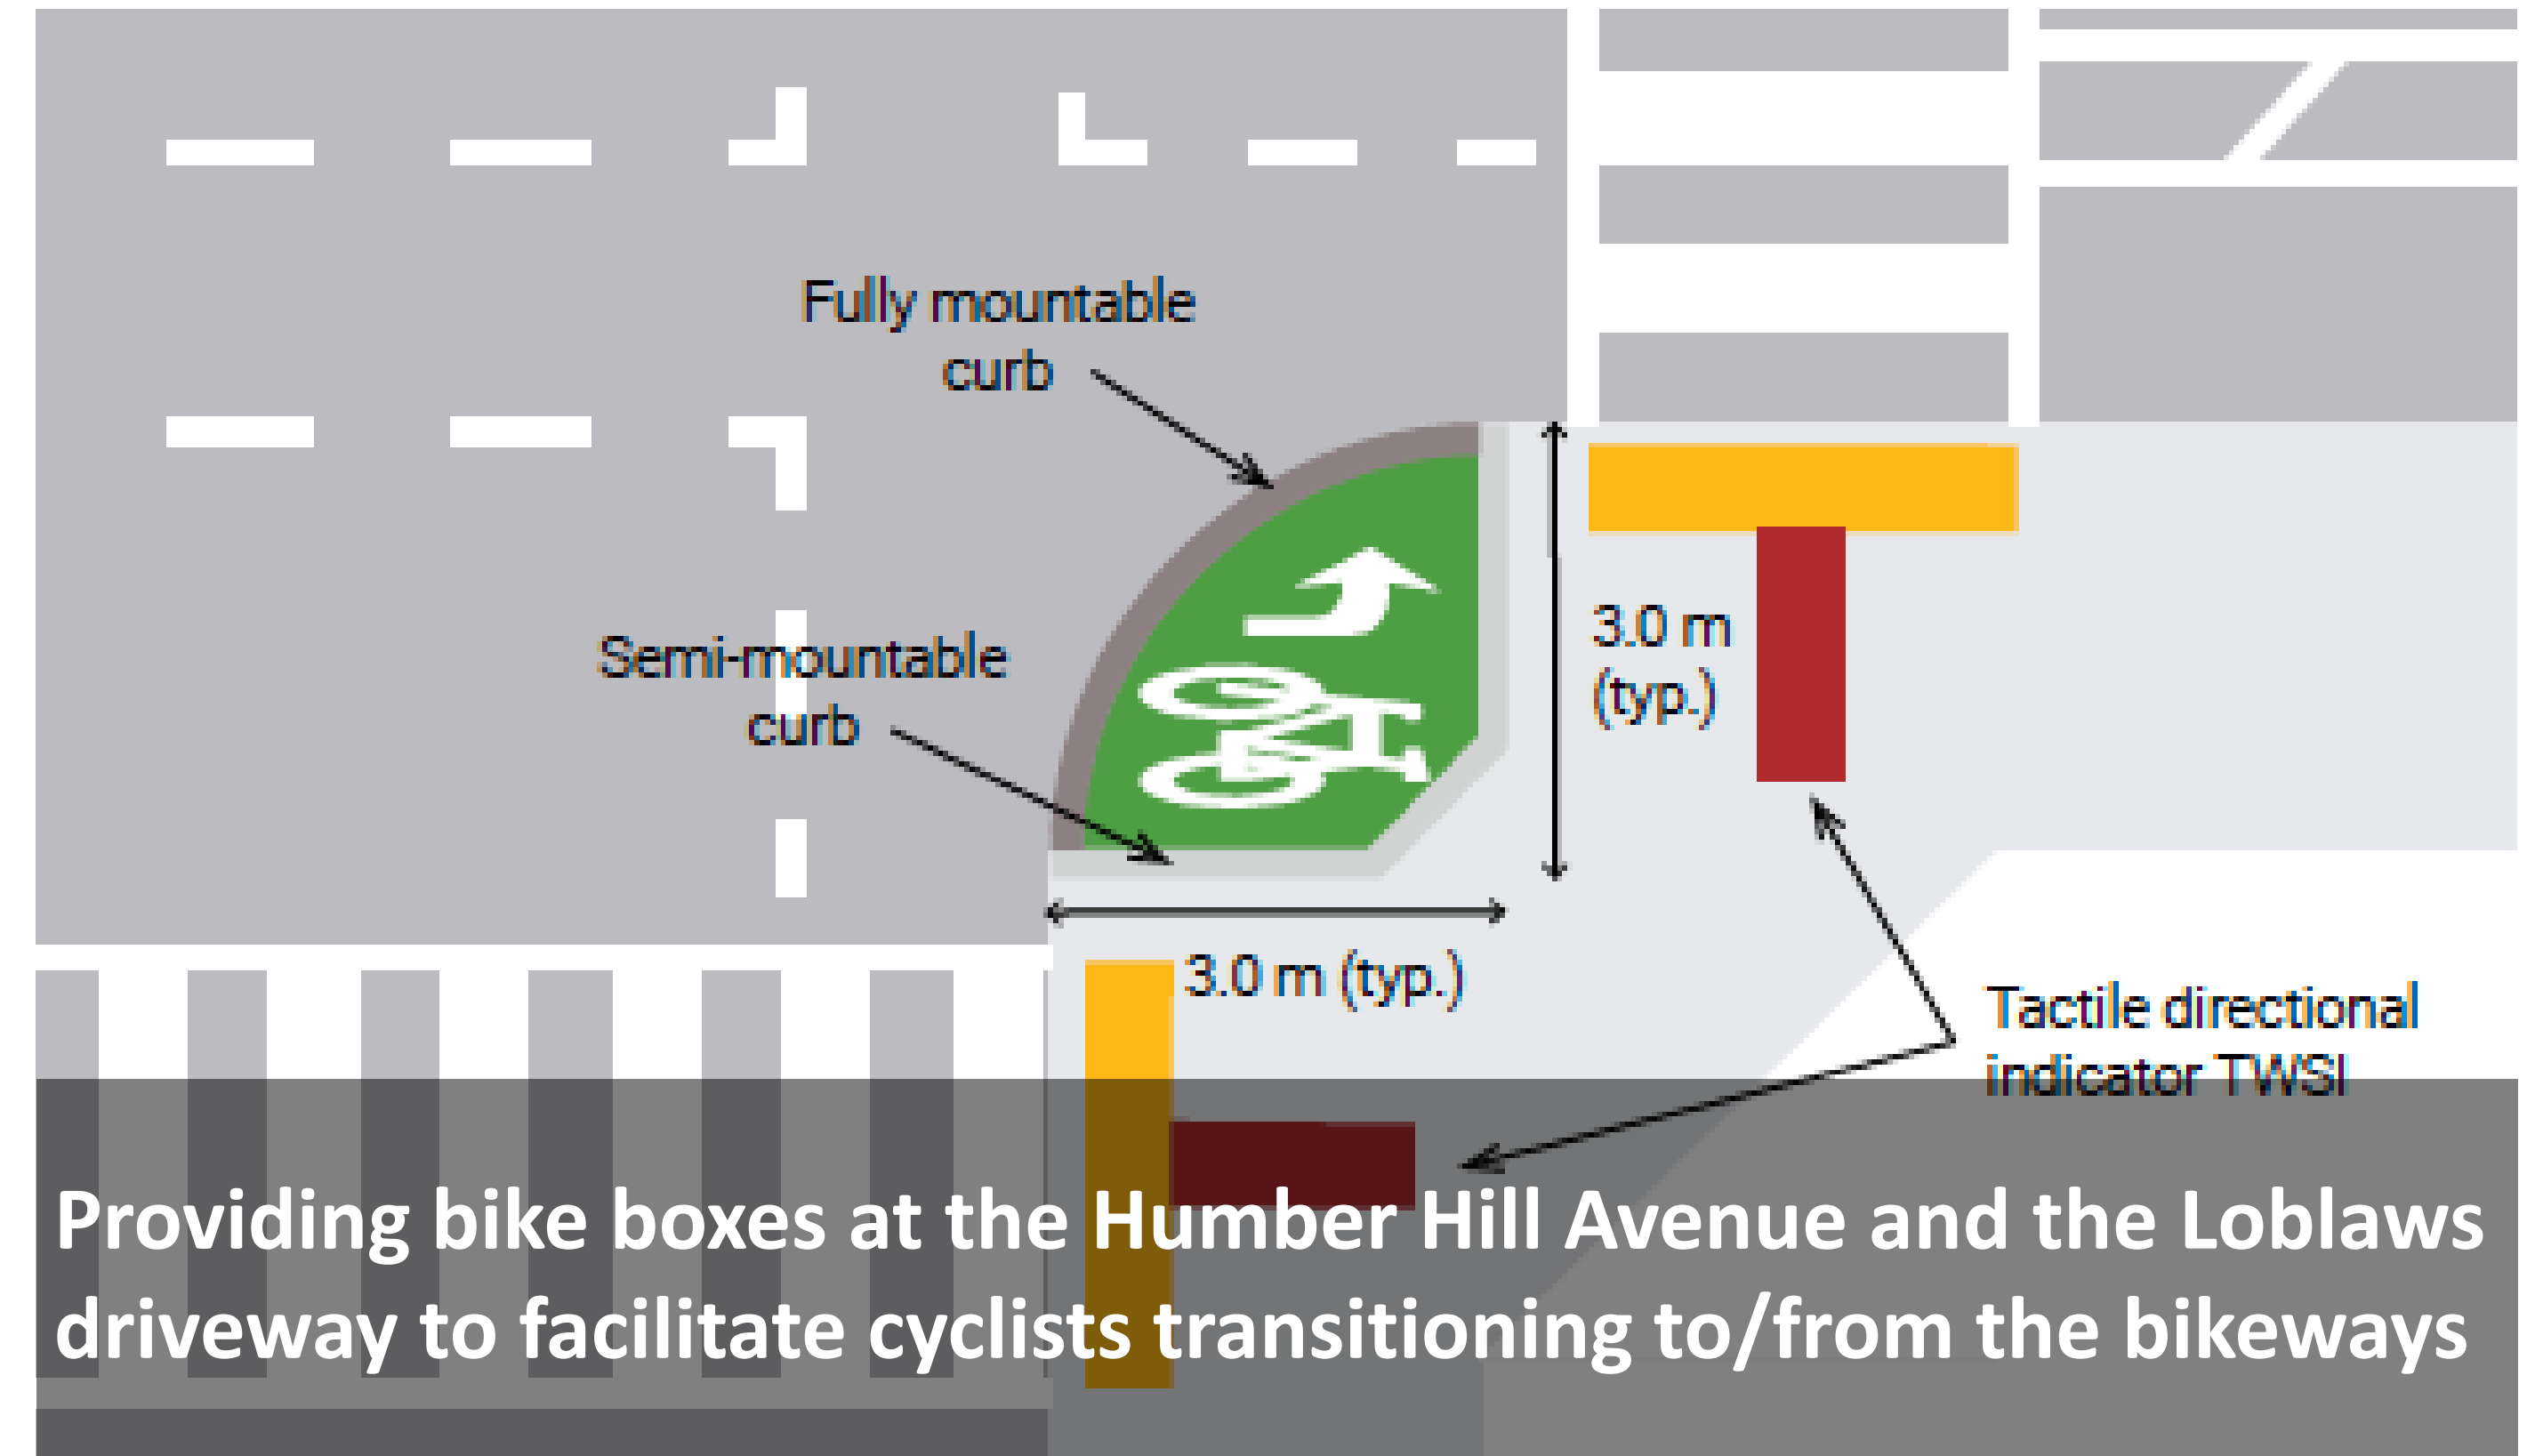 Fully mountable
curb
Semi-mountable
curb
3.0 m
(typ.)
3.0 m (typ.)
Tactile directional
indicator TWSI
Providing bike boxes at the Humber Hill Avenue and the Loblaws
driveway to facilitate cyclists transitioning to/from the bikeways